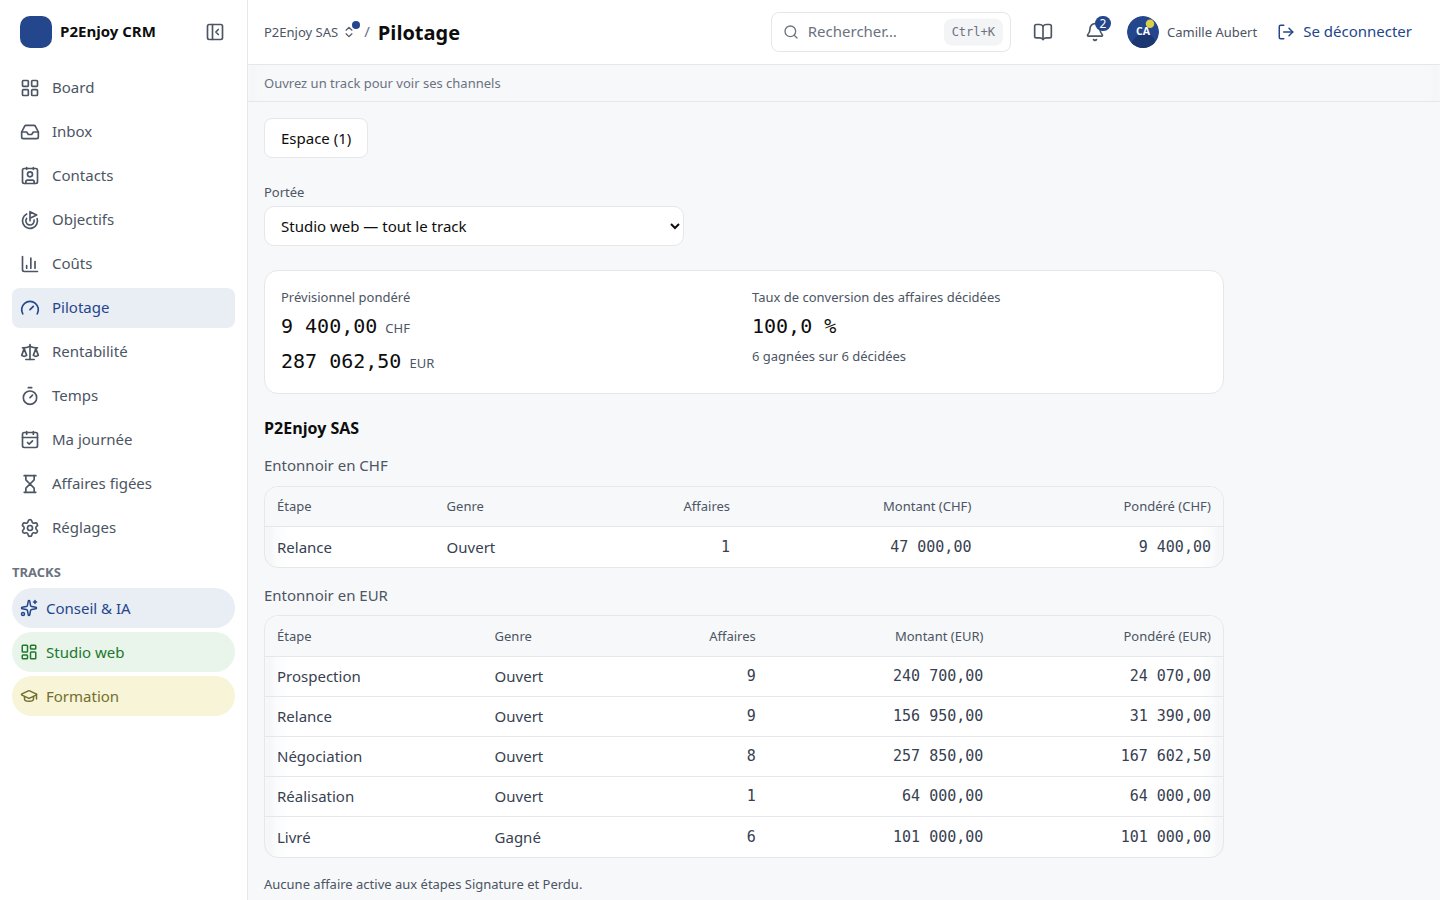 P2Enjoy CRM
Board
Inbox
Contacts
Objectifs
Coûts
Pilotage
Rentabilité
Temps
Ma journée
Affaires figées
Réglages
TRACKS
Conseil & IA
Studio web
Formation
P2Enjoy SAS / Pilotage
Rechercher... Ctrl+K
2
CA Camille Aubert
Se déconnecter
Ouvrez un track pour voir ses channels
Espace (1)
Portée
Studio web — tout le track
Prévisionnel pondéré
9 400,00 CHF
287 062,50 EUR
Taux de conversion des affaires décidées
100,0 %
6 gagnées sur 6 décidées
P2Enjoy SAS
Entonnoir en CHF
Étape Genre Affaires Montant (CHF) Pondéré (CHF)
Relance Ouvert 1 47 000,00 9 400,00
Entonnoir en EUR
Étape Genre Affaires Montant (EUR) Pondéré (EUR)
Prospection Ouvert 9 240 700,00 24 070,00
Relance Ouvert 9 156 950,00 31 390,00
Négociation Ouvert 8 257 850,00 167 602,50
Réalisation Ouvert 1 64 000,00 64 000,00
Livré Gagné 6 101 000,00 101 000,00
Aucune affaire active aux étapes Signature et Perdu.